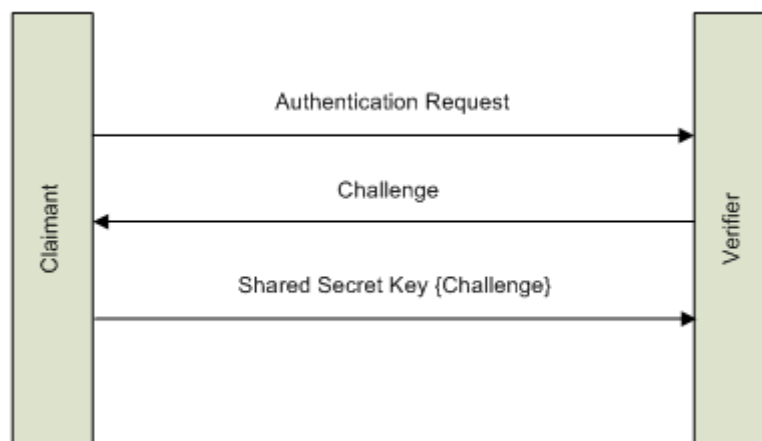 Authentication Request
Challenge
Claimant
Verifier
Shared Secret Key {Challenge}